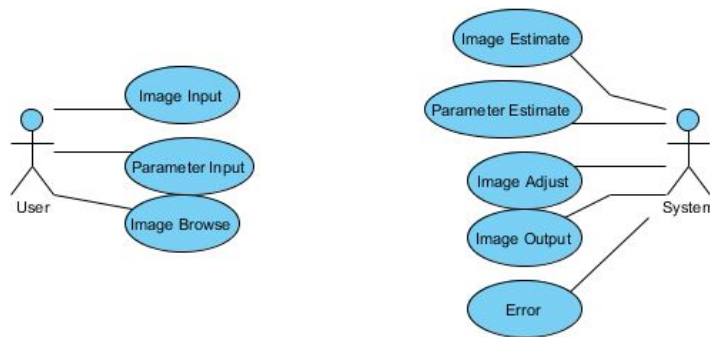 Image Input
Parameter Input
User
Image Browse
Image Estimate
Parameter Estimate
Image Adjust
System
Image Output
Error